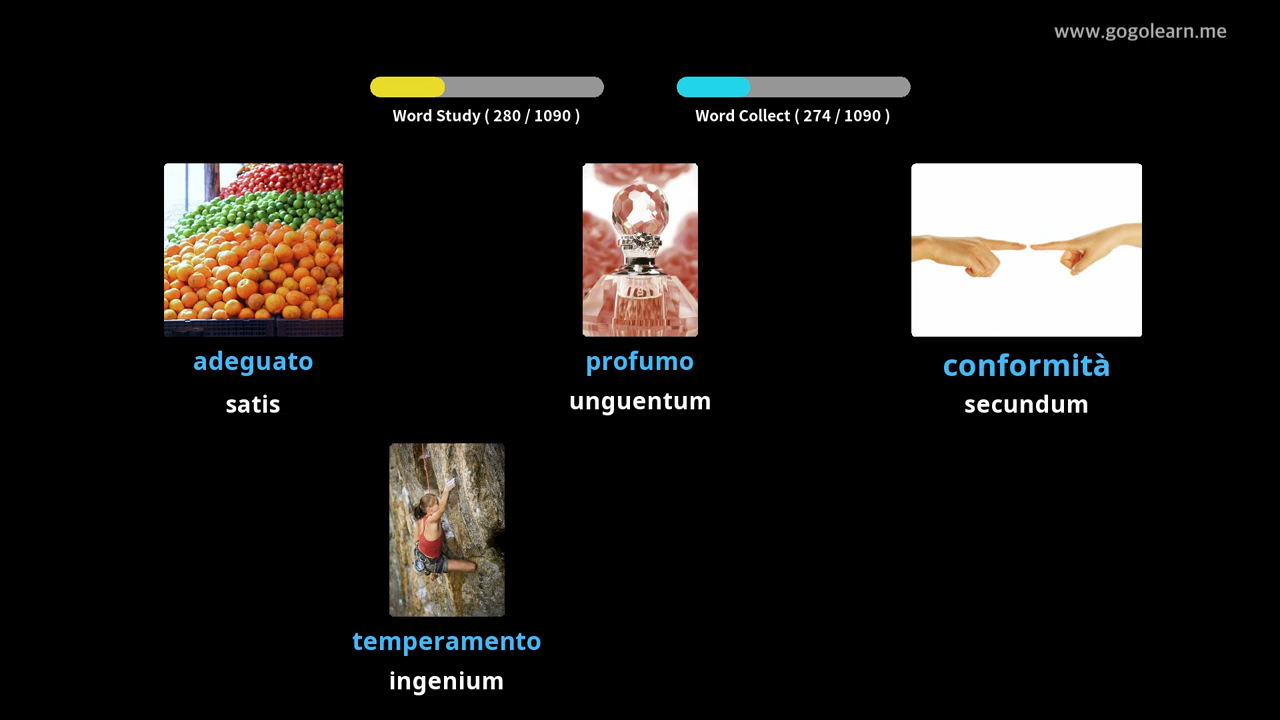 www.gogolearn.me
Word Study ( 280 / 1090 )
Word Collect ( 274 / 1090 )
adeguato
satis
profumo
unguentum
conformità
secundum
temperamento
ingenium